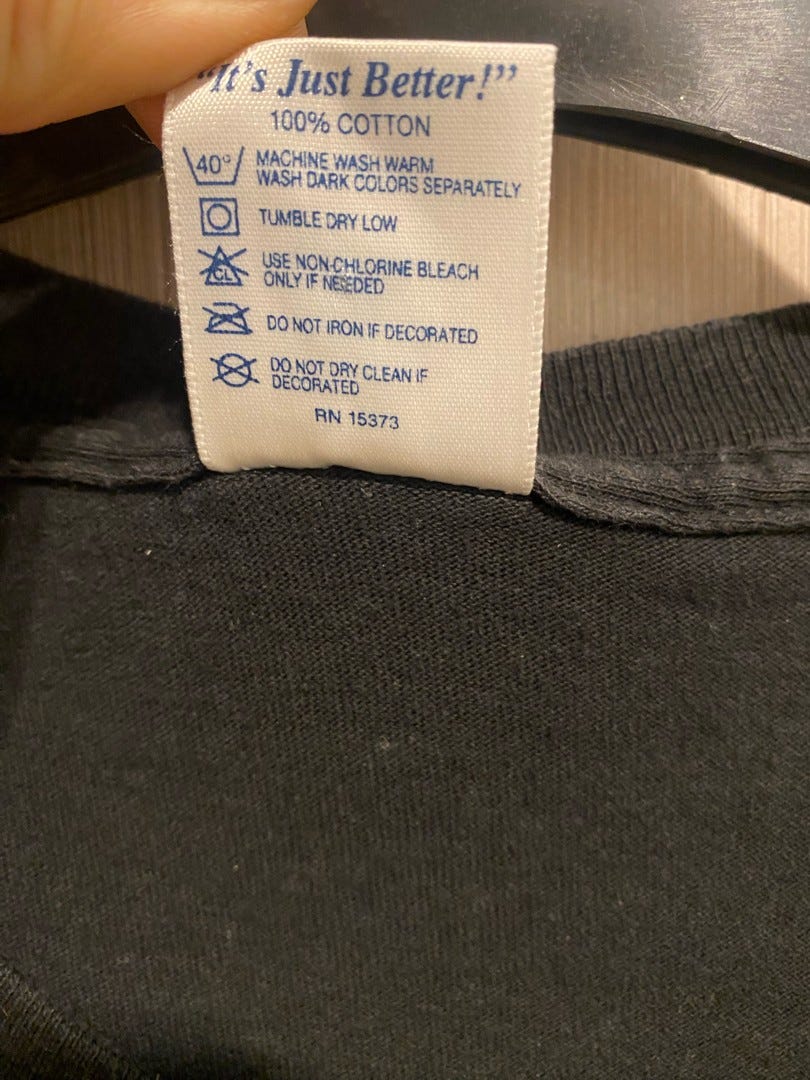 "It's Just Better!"
100% COTTON
40° MACHINE WASH WARM
WASH DARK COLORS SEPARATELY
TUMBLE DRY LOW
CL USE NON-CHLORINE BLEACH
ONLY IF NEEDED
DO NOT IRON IF DECORATED
DO NOT DRY CLEAN IF
DECORATED
RN 15373